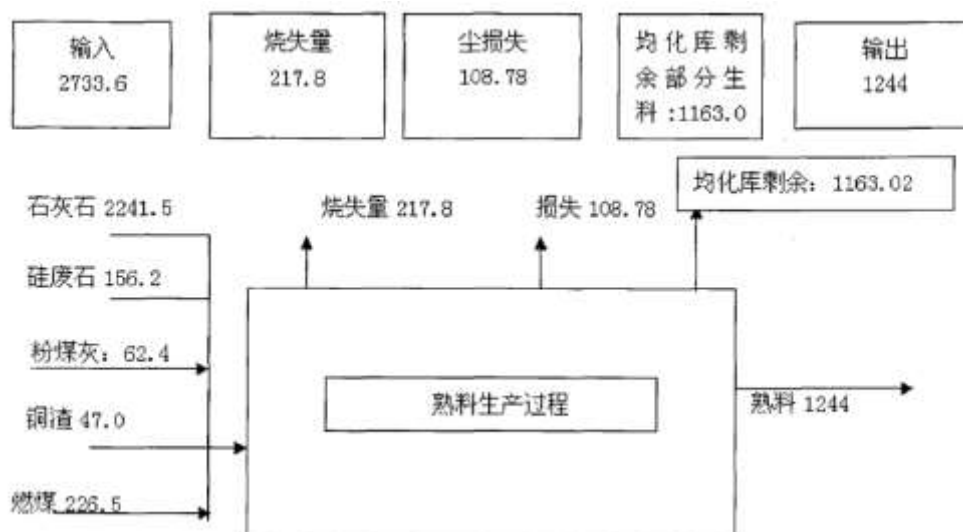 输入
2733.6
烧失量
217.8
尘损失
108.78
均化库剩
余部分生
料:1163.0
输出
1244
均化库剩余：1163.02
石灰石 2241.5
烧失量 217.8
损失 108.78
硅废石 156.2
粉煤灰：62.4
熟料生产过程
熟料 1244
铜渣 47.0
燃煤 226.5